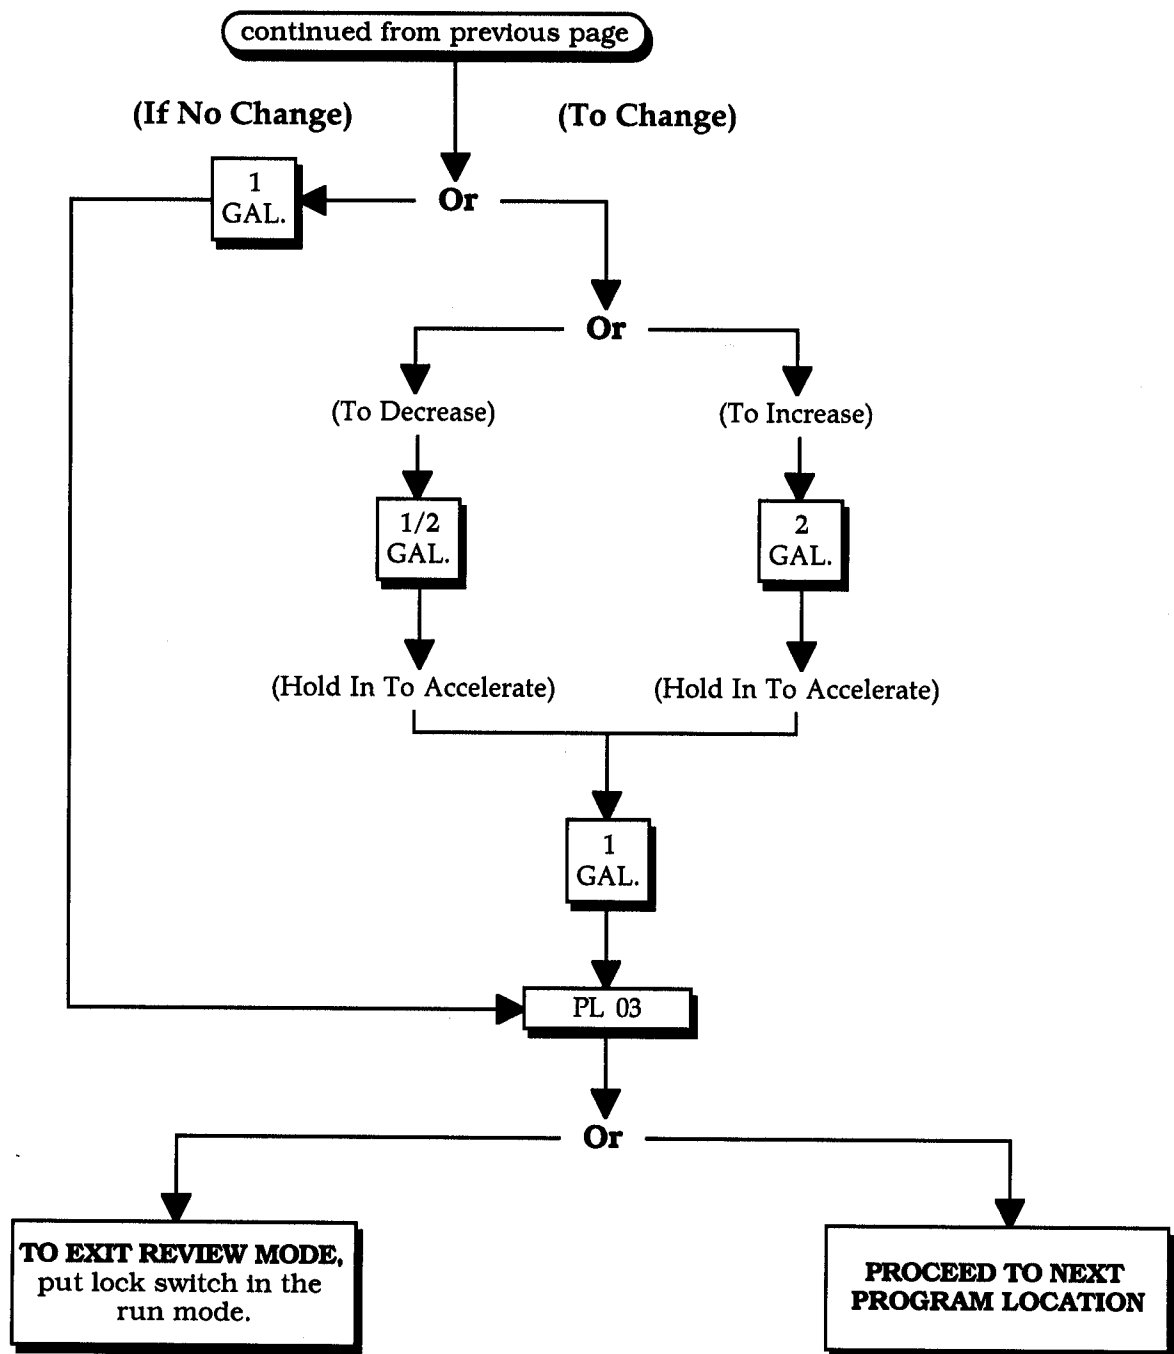 continued from previous page
(If No Change)
(To Change)
1
GAL.
Or
Or
(To Decrease)
(To Increase)
1/2
GAL.
2
GAL.
(Hold In To Accelerate)
(Hold In To Accelerate)
1
GAL.
PL 03
Or
TO EXIT REVIEW MODE,
put lock switch in the
run mode.
PROCEED TO NEXT
PROGRAM LOCATION